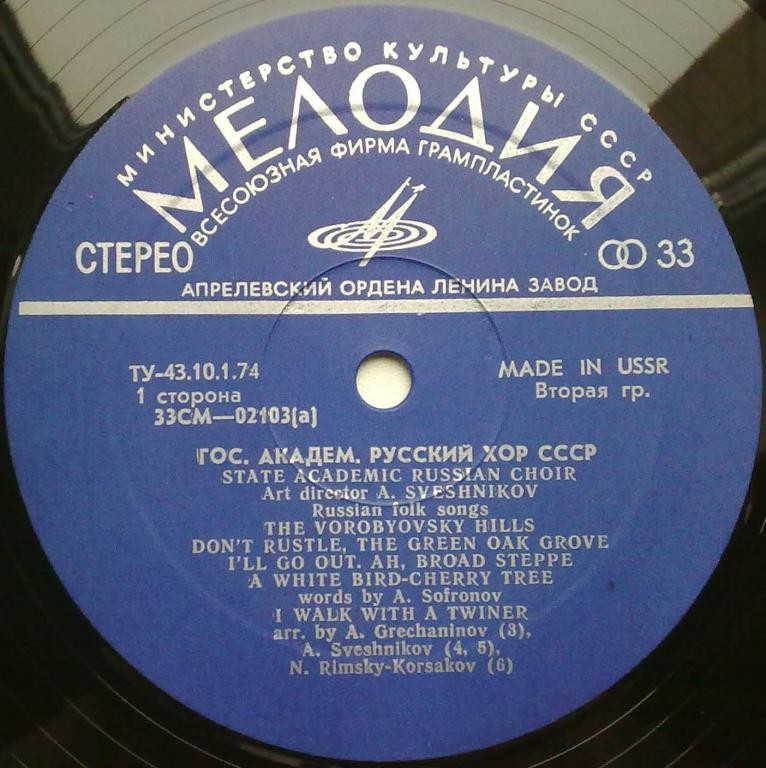 МИНИСТЕРСТВО КУЛЬТУРЫ СССР
МЕЛОДИЯ
ВСЕСОЮЗНАЯ ФИРМА ГРАМПЛАСТИНОК
СТЕРЕО
33
АПРЕЛЕВСКИЙ ОРДЕНА ЛЕНИНА ЗАВОД
ТУ-43.10.1.74
1 сторона
33СМ—02103(а)
MADE IN USSR
Вторая гр.
ГОС. АКАДЕМ. РУССКИЙ ХОР СССР
STATE ACADEMIC RUSSIAN CHOIR
Art director A. SVESHNIKOV
Russian folk songs
THE VOROBYOVSKY HILLS
DON'T RUSTLE, THE GREEN OAK GROVE
I'LL GO OUT. AH, BROAD STEPPE
A WHITE BIRD-CHERRY TREE
words by A. Sofronov
I WALK WITH A TWINER
arr. by A. Grechaninov (3),
A. Sveshnikov (4, 5),
N. Rimsky-Korsakov (6)